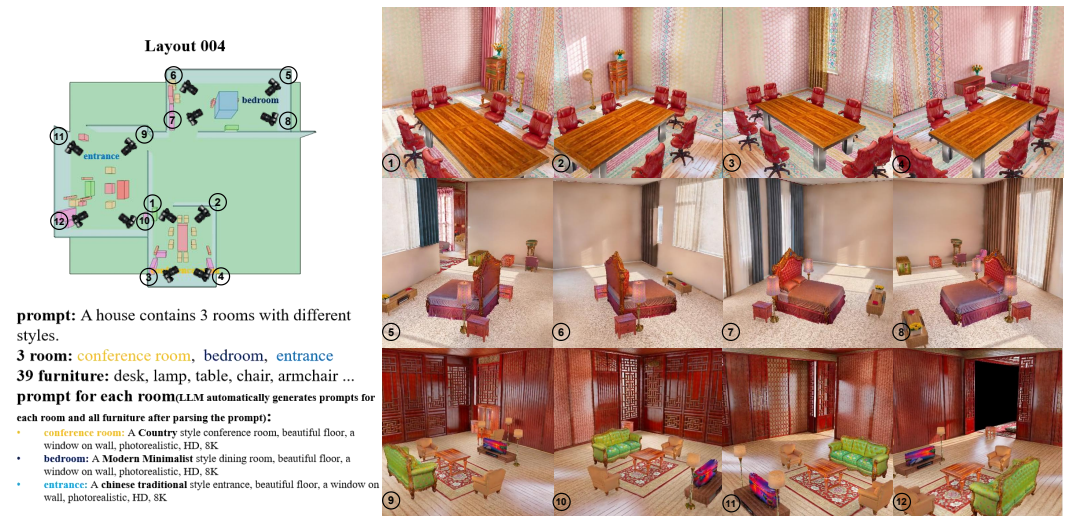 Layout 004
6
5
bedroom
7
8
11
9
entrance
1
2
12
10
3
4
prompt: A house contains 3 rooms with different
styles.
3 room: conference room, bedroom, entrance
39 furniture: desk, lamp, table, chair, armchair ...
prompt for each room(LLM automatically generates prompts for
each room and all furniture after parsing the prompt):
• conference room: A Country style conference room, beautiful floor, a
window on wall, photorealistic, HD, 8K
• bedroom: A Modern Minimalist style dining room, beautiful floor, a
window on wall, photorealistic, HD, 8K
• entrance: A chinese traditional style entrance, beautiful floor, a window on
wall, photorealistic, HD, 8K
1
2
3
4
5
6
7
8
9
10
11
12